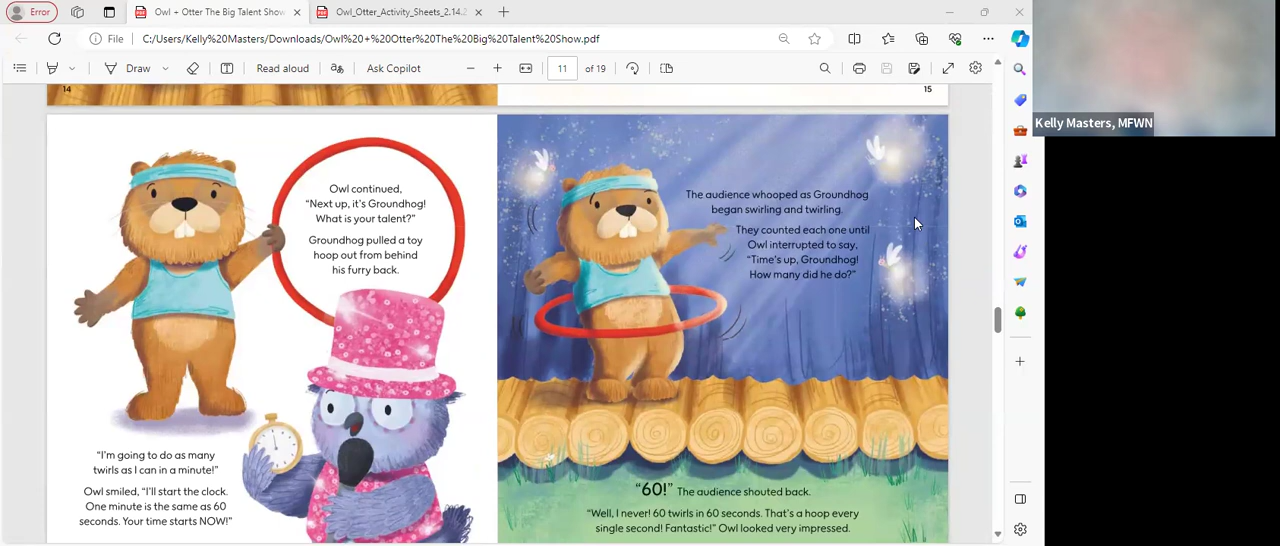 Error
Owl + Otter The Big Talent Show
Owl_Otter_Activity_Sheets_2.14.2
File
C:/Users/Kelly%20Masters/Downloads/Owl%20+%20Otter%20The%20Big%20Talent%20Show.pdf
Draw
Read aloud
Ask Copilot
11
of 19
Kelly Masters, MFWN
14
15
Owl continued,
“Next up, it's Groundhog!
What is your talent?”
Groundhog pulled a toy
hoop out from behind
his furry back.
“I'm going to do as many
twirls as I can in a minute!”
Owl smiled, “I'll start the clock.
One minute is the same as 60
seconds. Your time starts NOW!”
The audience whooped as Groundhog
began swirling and twirling.
They counted each one until
Owl interrupted to say,
“Time's up, Groundhog!
How many did he do?”
“60!” The audience shouted back.
“Well, I never! 60 twirls in 60 seconds. That's a hoop every
single second! Fantastic!” Owl looked very impressed.